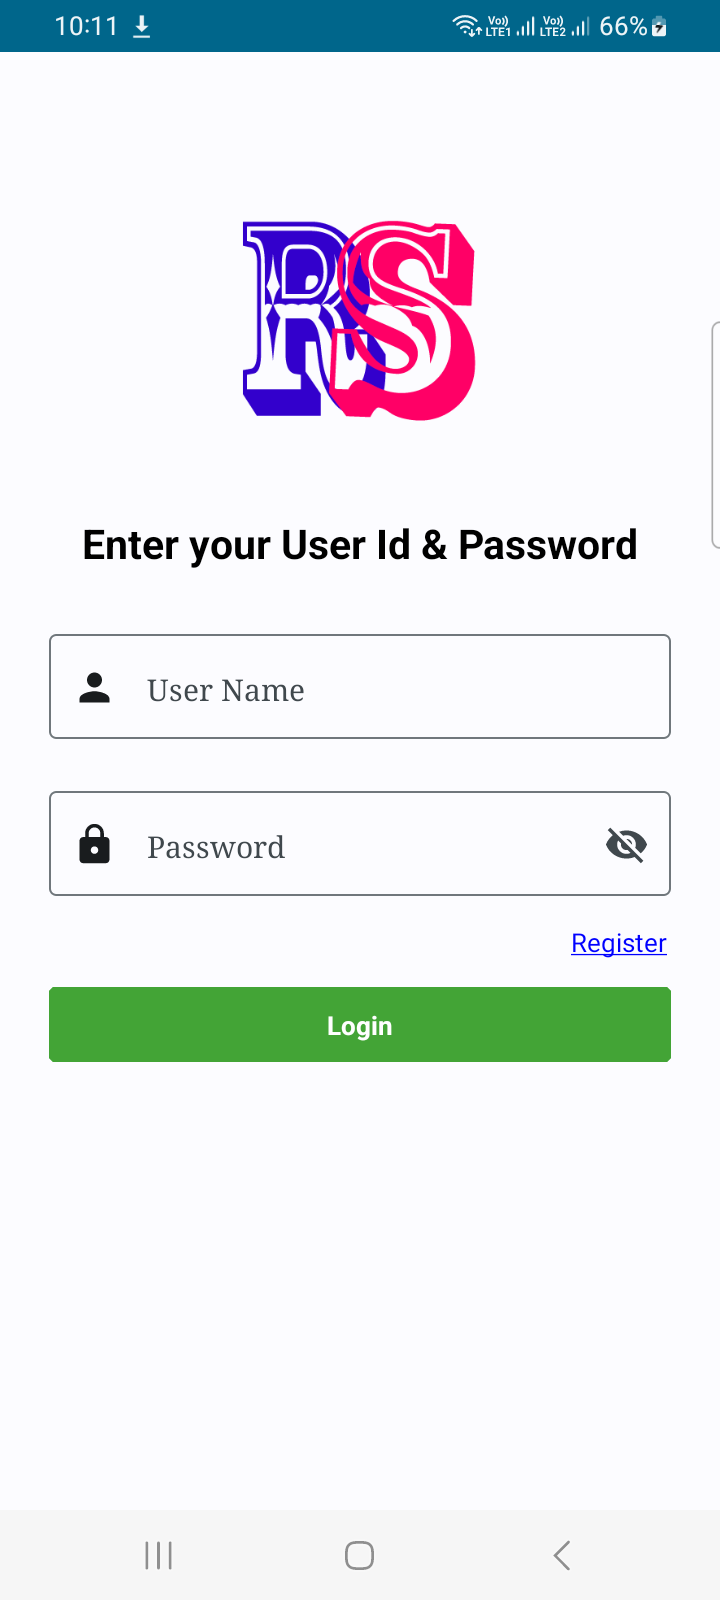 10:11
Vo)) LTE1 Vo)) LTE2 66%
RS
Enter your User Id & Password
User Name
Password
Register
Login